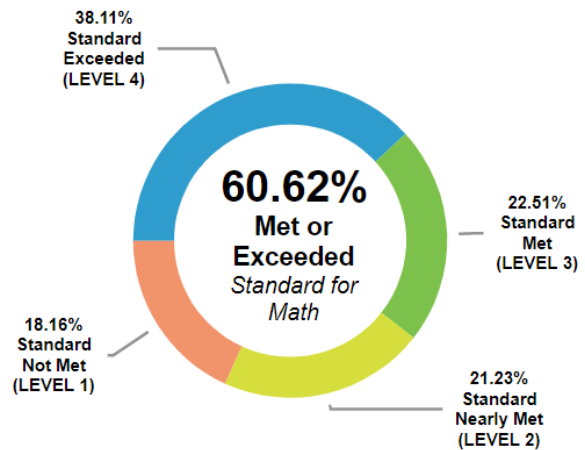 38.11%
Standard
Exceeded
(LEVEL 4)
60.62%
Met or
Exceeded
Standard for
Math
22.51%
Standard
Met
(LEVEL 3)
18.16%
Standard
Not Met
(LEVEL 1)
21.23%
Standard
Nearly Met
(LEVEL 2)